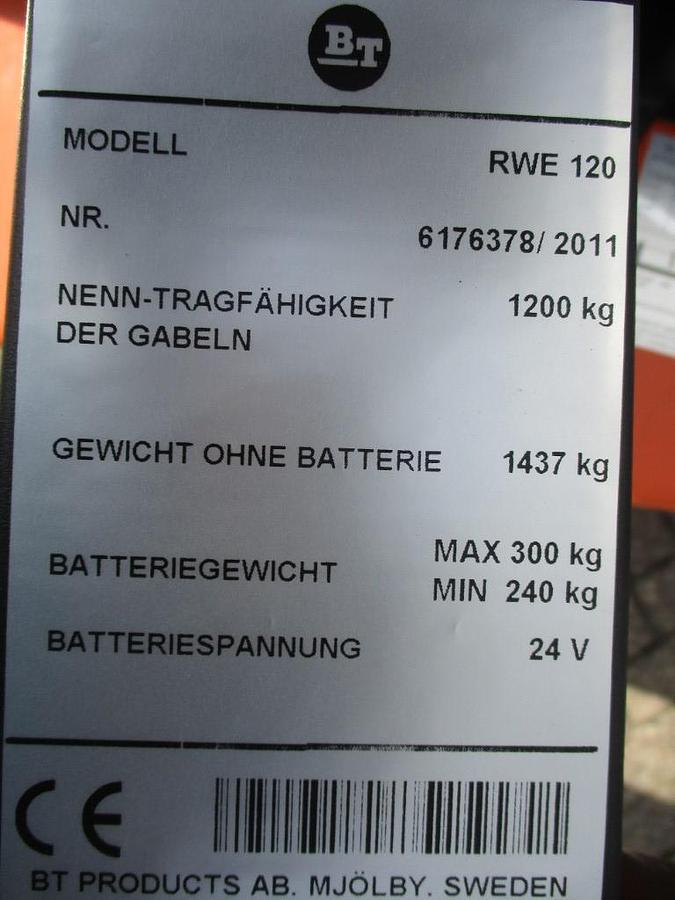 BT
MODELL RWE 120
NR. 6176378/ 2011
NENN-TRAGFÄHIGKEIT 1200 kg
DER GABELN
GEWICHT OHNE BATTERIE 1437 kg
BATTERIEGEWICHT MAX 300 kg
MIN 240 kg
BATTERIESPANNUNG 24 V
CE
BT PRODUCTS AB. MJÖLBY. SWEDEN